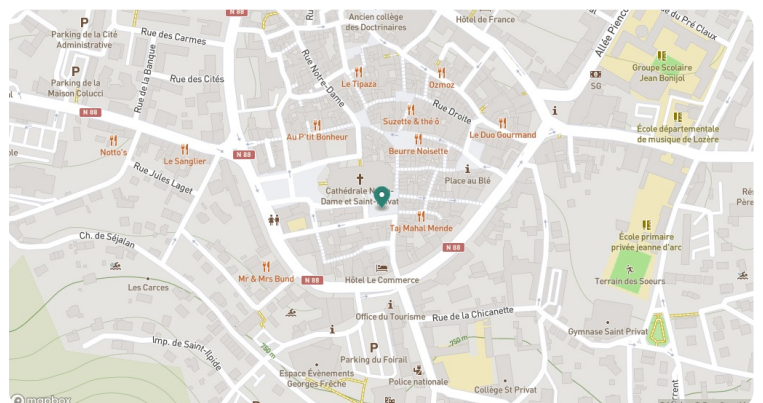 Ancien collège
des Doctrinaires
Hôtel de France
Allée Piencourt
du Pré Claux
N 88
Parking de la Cité
Administrative
Rue des Carmes
Rue Notre-Dame
Groupe Scolaire
Jean Bonijol
SG
Parking de la
Maison Colucci
Rue de la Banque
Rue des Cités
Le Tipaza
Ozmoz
Rue Droite
N 88
Suzette & thé ô
Le Duo Gourmand
École départementale
de musique de Lozère
Au P'tit Bonheur
Beurre Noisette
Notto's
Le Sanglier
N 88
Rue Jules Laget
Place au Blé
Cathédrale
Dame et Saint-Privat
Taj Mahal Mende
École primaire
privée jeanne d'arc
Ch. de Séjalan
N 88
Mr & Mrs Bund
N 88
Hôtel Le Commerce
Terrain des Soeurs
Les Carces
Office du Tourisme
Rue de la Chicanette
Gymnase Saint Privat
Imp. de Saint-Ilpide
750 m
Parking du Foirail
750 m
Espace Évènements
Georges Frêche
Police nationale
Collège St Privat
mapbox